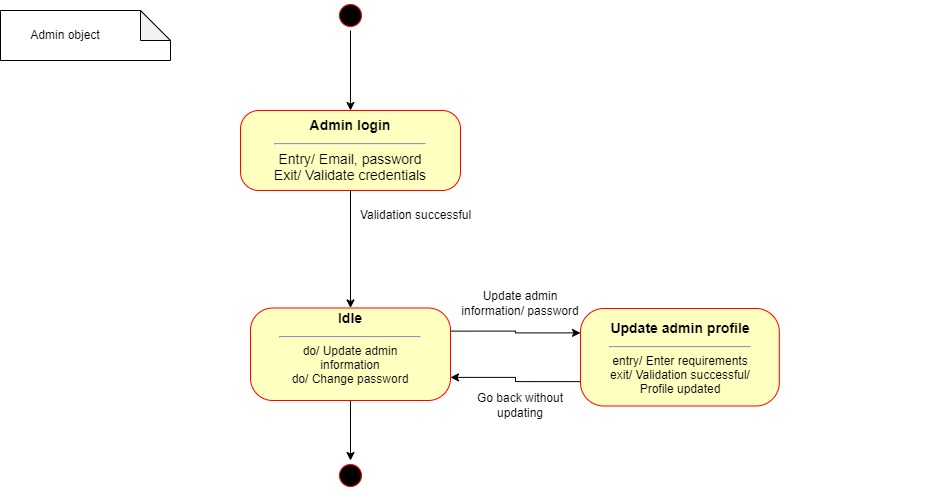 Admin object
Admin login
Entry/ Email, password
Exit/ Validate credentials
Validation successful
Idle
do/ Update admin
information
do/ Change password
Update admin
information/ password
Update admin profile
entry/ Enter requirements
exit/ Validation successful/
Profile updated
Go back without
updating